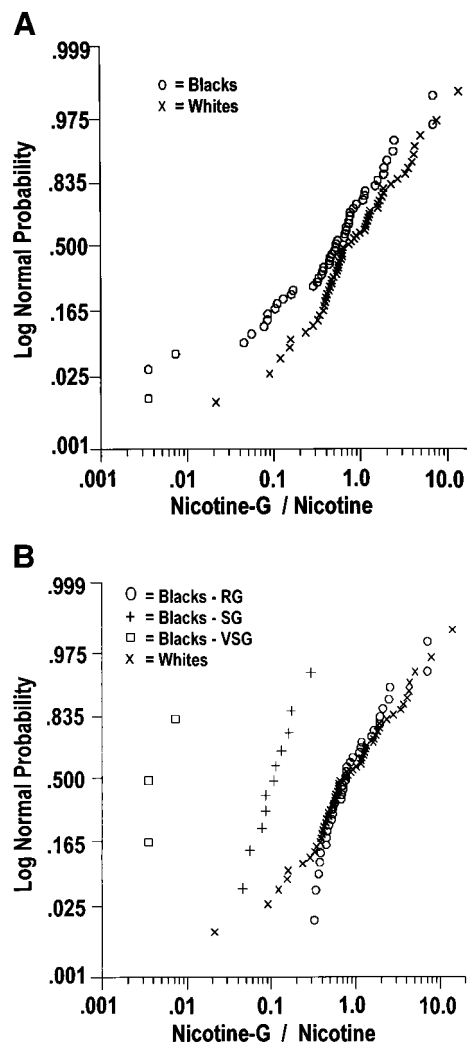 A
.999
.975
.835
.500
.165
.025
.001
Log Normal Probability
o = Blacks
x = Whites
.001
.01
0.1
1.0
10.0
Nicotine-G / Nicotine
B
.999
.975
.835
.500
.165
.025
.001
Log Normal Probability
O = Blacks - RG
+ = Blacks - SG
□ = Blacks - VSG
x = Whites
.001
.01
0.1
1.0
10.0
Nicotine-G / Nicotine